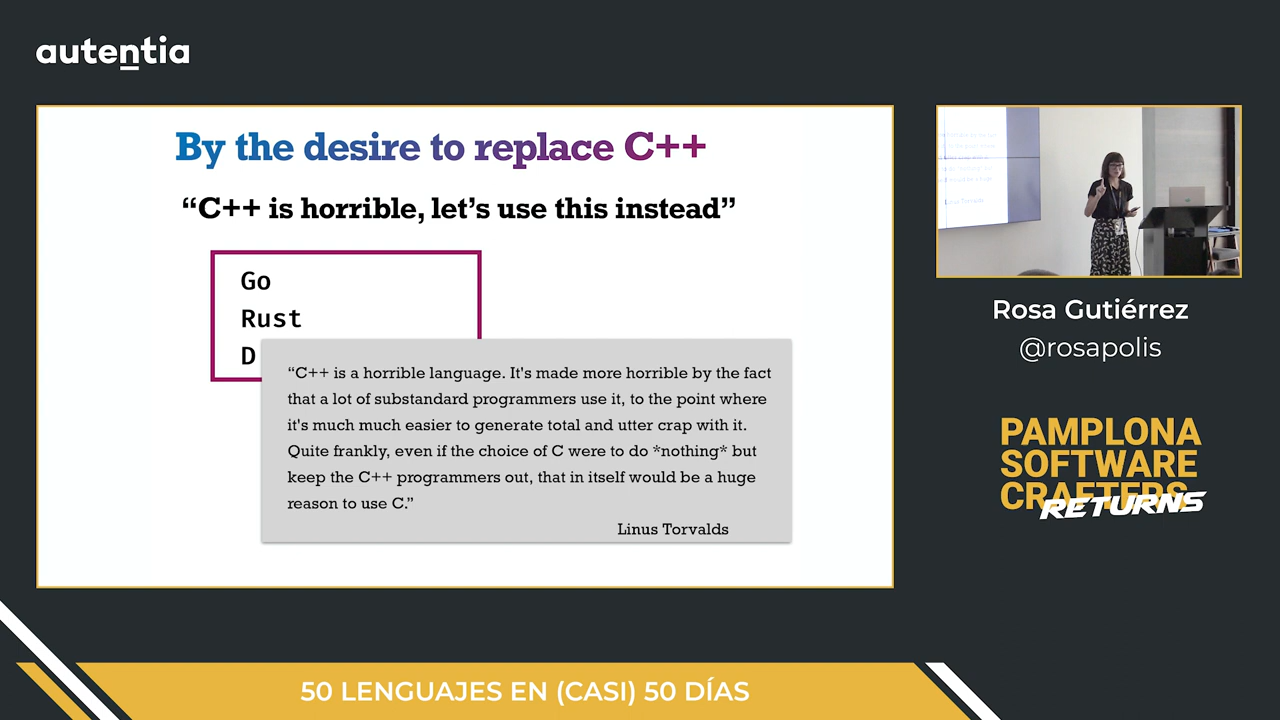 autentia
By the desire to replace C++
“C++ is horrible, let’s use this instead”
Go
Rust
D
“C++ is a horrible language. It's made more horrible by the fact
that a lot of substandard programmers use it, to the point where
it's much much easier to generate total and utter crap with it.
Quite frankly, even if the choice of C were to do *nothing* but
keep the C++ programmers out, that in itself would be a huge
reason to use C.”
Linus Torvalds
Rosa Gutiérrez
@rosapolis
PAMPLONA
SOFTWARE
CRAFTERS
RETURNS
50 LENGUAJES EN (CASI) 50 DÍAS